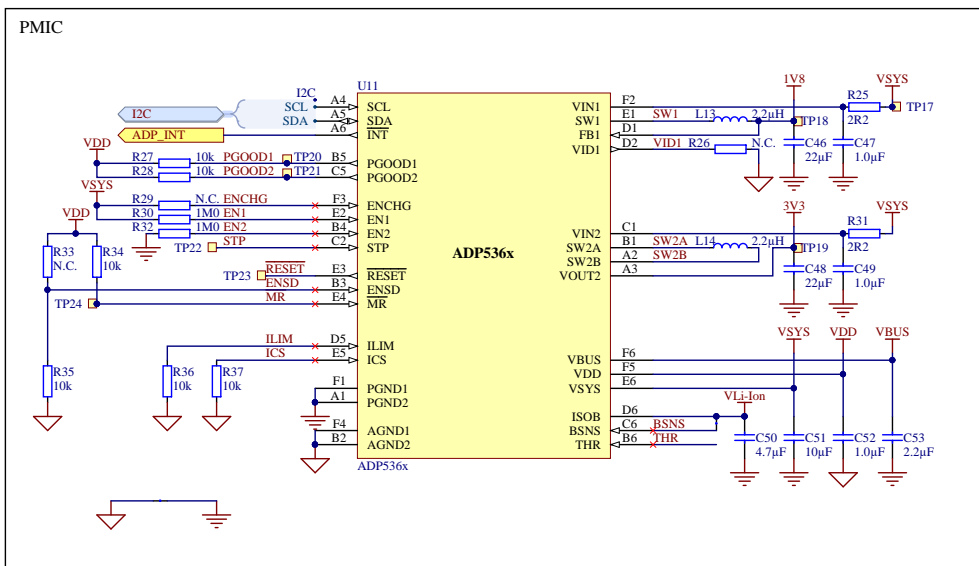 PMIC
U11
I2C
I2C
SCL
SDA
ADP_INT
A4
A5
A6
SCL
SDA
INT
VDD
R27
10k
PGOOD1
TP20
B5
PGOOD1
R28
10k
PGOOD2
TP21
C5
PGOOD2
VSYS
R29
N.C.
ENCHG
F3
ENCHG
R30
1M0
EN1
E2
EN1
R32
1M0
EN2
B4
EN2
VDD
TP22
STP
C2
STP
R33
N.C.
R34
10k
TP23
RESET
E3
RESET
ENSD
B3
ENSD
TP24
MR
E4
MR
ILIM
D5
ILIM
ICS
E5
ICS
R35
10k
R36
10k
R37
10k
F1
PGND1
A1
PGND2
F4
AGND1
B2
AGND2
ADP536x
ADP536x
VIN1
F2
SW1
E1
SW1
L13
2.2µH
FB1
D1
VID1
D2
VID1
R26
N.C.
1V8
TP18
C46
22µF
C47
1.0µF
R25
2R2
VSYS
TP17
VIN2
C1
SW2A
B1
SW2A
L14
2.2µH
SW2B
A2
SW2B
VOUT2
A3
3V3
TP19
C48
22µF
C49
1.0µF
R31
2R2
VSYS
VSYS
VDD
VBUS
VBUS
F6
VDD
F5
VSYS
E6
VLi-Ion
ISOB
D6
BSNS
C6
BSNS
THR
B6
THR
C50
4.7µF
C51
10µF
C52
1.0µF
C53
2.2µF